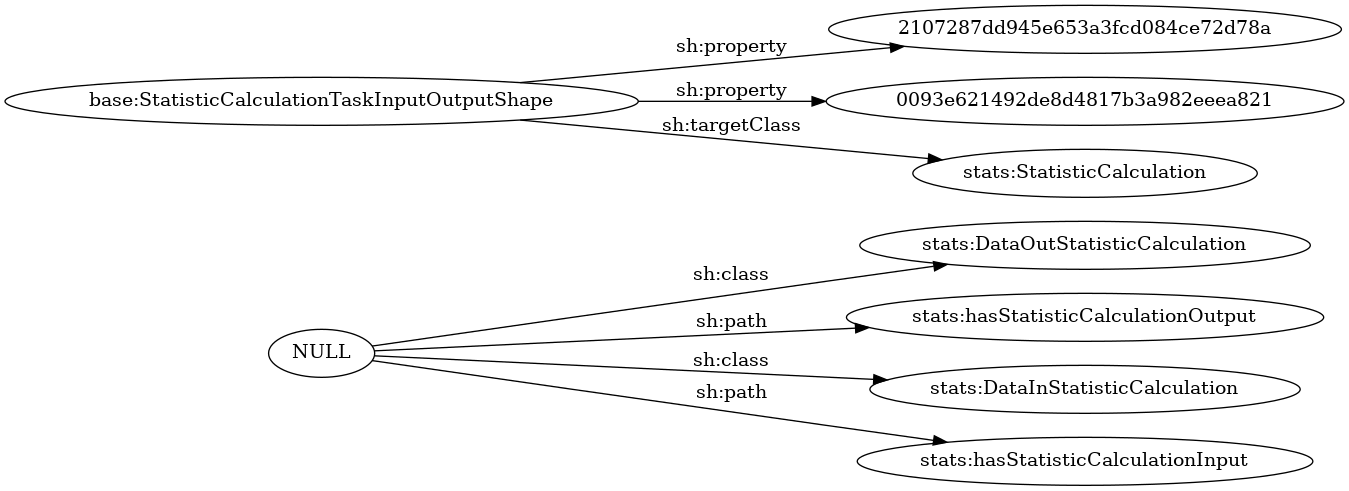 2107287dd945e653a3fcd084ce72d78a
sh:property
base:StatisticCalculationTaskInputOutputShape
sh:property
0093e621492de8d4817b3a982eeea821
sh:targetClass
stats:StatisticCalculation
stats:DataOutStatisticCalculation
sh:class
stats:hasStatisticCalculationOutput
sh:path
NULL
sh:class
stats:DataInStatisticCalculation
sh:path
stats:hasStatisticCalculationInput